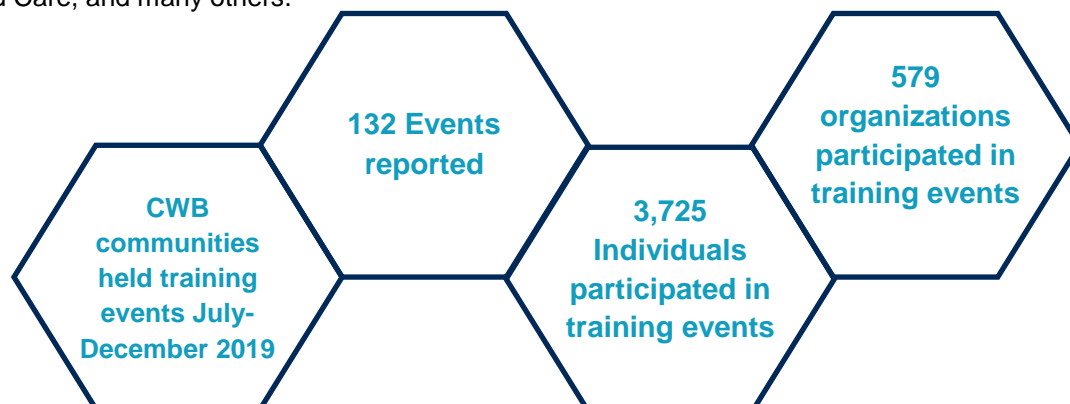 Care, and many others.
CWB
communities
held training
events July-
December 2019
132 Events
reported
3,725
Individuals
participated in
training events
579
organizations
participated in
training events